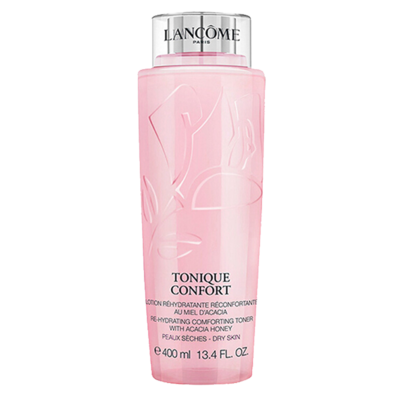 LANCÔME
PARIS
TONIQUE
CONFORT
LOTION RÉHYDRATANTE RÉCONFORTANTE
AU MIEL D'ACACIA
RE-HYDRATING COMFORTING TONER
WITH ACACIA HONEY
PEAUX SÈCHES - DRY SKIN
℮ 400 ml 13.4 FL. OZ.